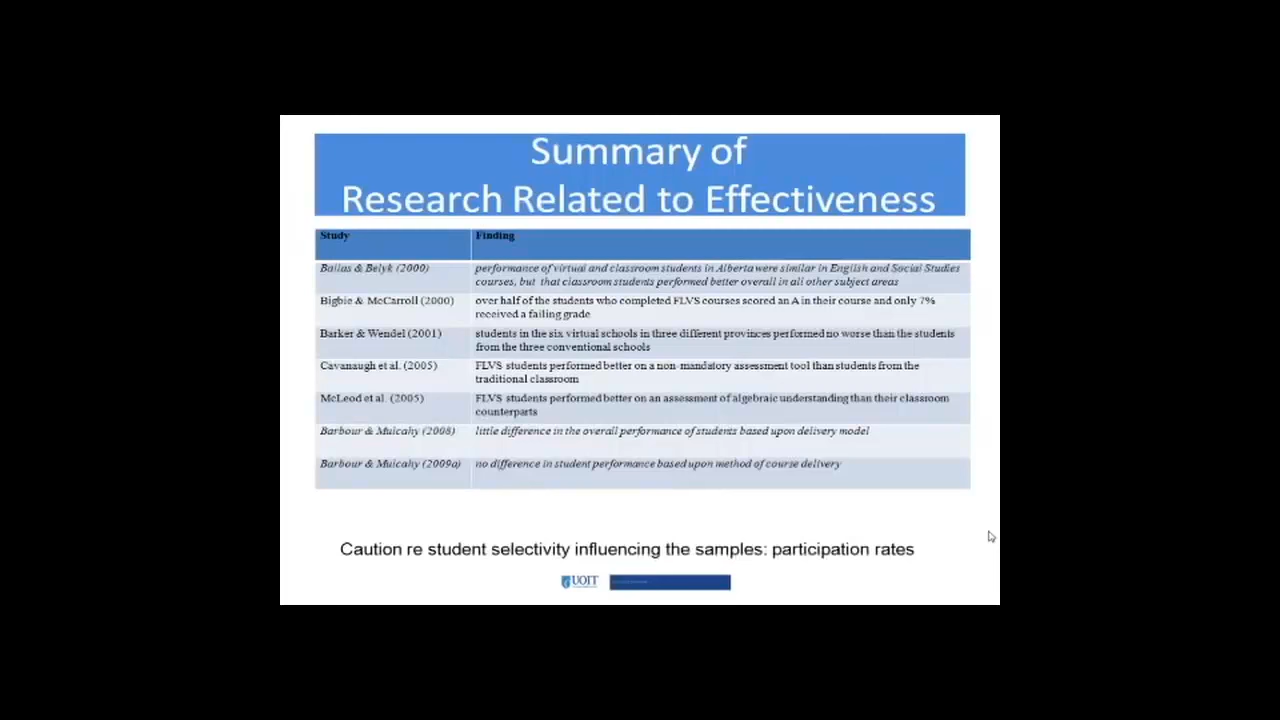 Summary of
Research Related to Effectiveness
Study
Finding
Ballas & Belyk (2000)
performance of virtual and classroom students in Alberta were similar in English and Social Studies
courses, but that classroom students performed better overall in all other subject areas
Bigbie & McCarroll (2000)
over half of the students who completed FLVS courses scored an A in their course and only 7%
received a failing grade
Barker & Wendel (2001)
students in the six virtual schools in three different provinces performed no worse than the students
from the three conventional schools
Cavanaugh et al. (2005)
FLVS students performed better on a non-mandatory assessment tool than students from the
traditional classroom
McLeod et al. (2005)
FLVS students performed better on an assessment of algebraic understanding than their classroom
counterparts
Barbour & Mulcahy (2008)
little difference in the overall performance of students based upon delivery model
Barbour & Mulcahy (2009a)
no difference in student performance based upon method of course delivery
Caution re student selectivity influencing the samples: participation rates
UOIT